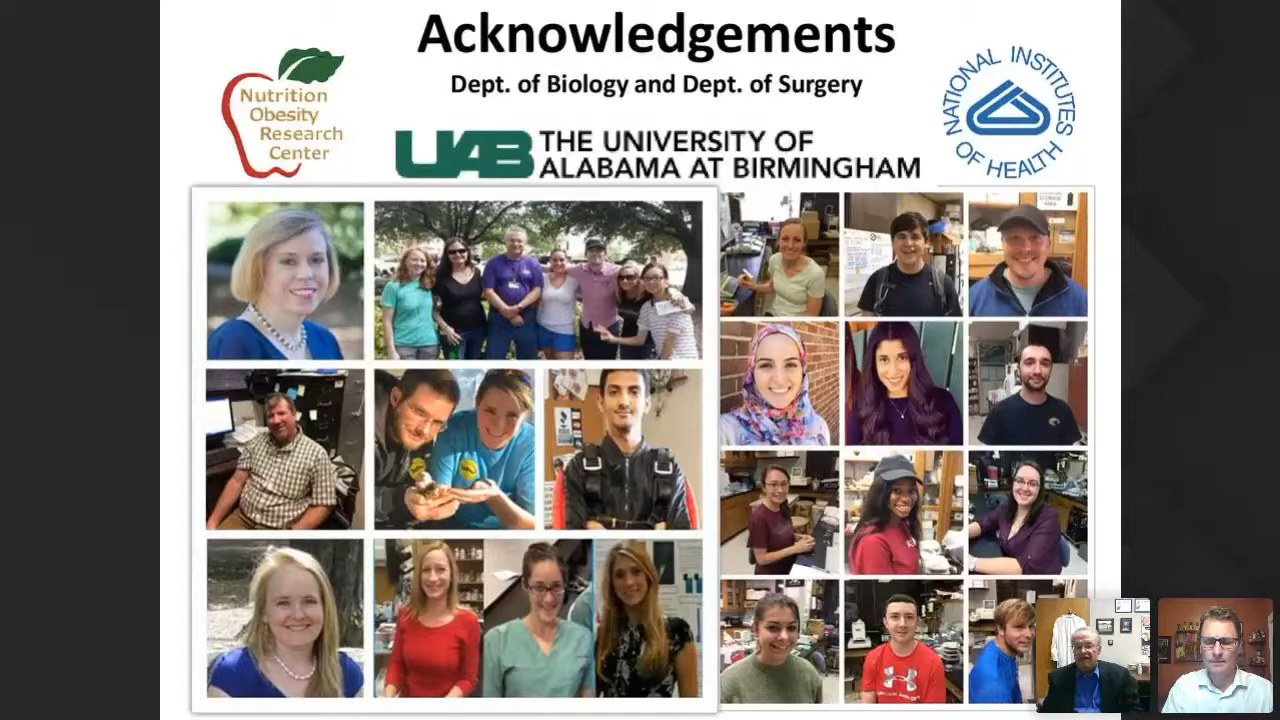 Acknowledgements
Dept. of Biology and Dept. of Surgery
Nutrition
Obesity
Research
Center
UAB THE UNIVERSITY OF
ALABAMA AT BIRMINGHAM
NATIONAL INSTITUTES
OF HEALTH